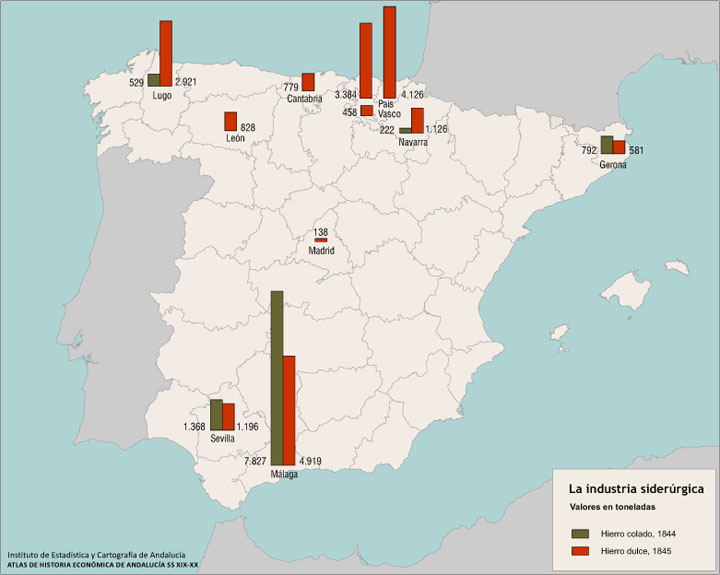 529
2.921
Lugo
828
León
779
Cantabria
3.384
4.126
País
Vasco
458
222
1.126
Navarra
792
581
Gerona
138
Madrid
1.368
1.196
Sevilla
7.827
4.919
Málaga
La industria siderúrgica
Valores en toneladas
Hierro colado, 1844
Hierro dulce, 1845
Instituto de Estadística y Cartografía de Andalucía
ATLAS DE HISTORIA ECONÓMICA DE ANDALUCÍA SS XIX-XX